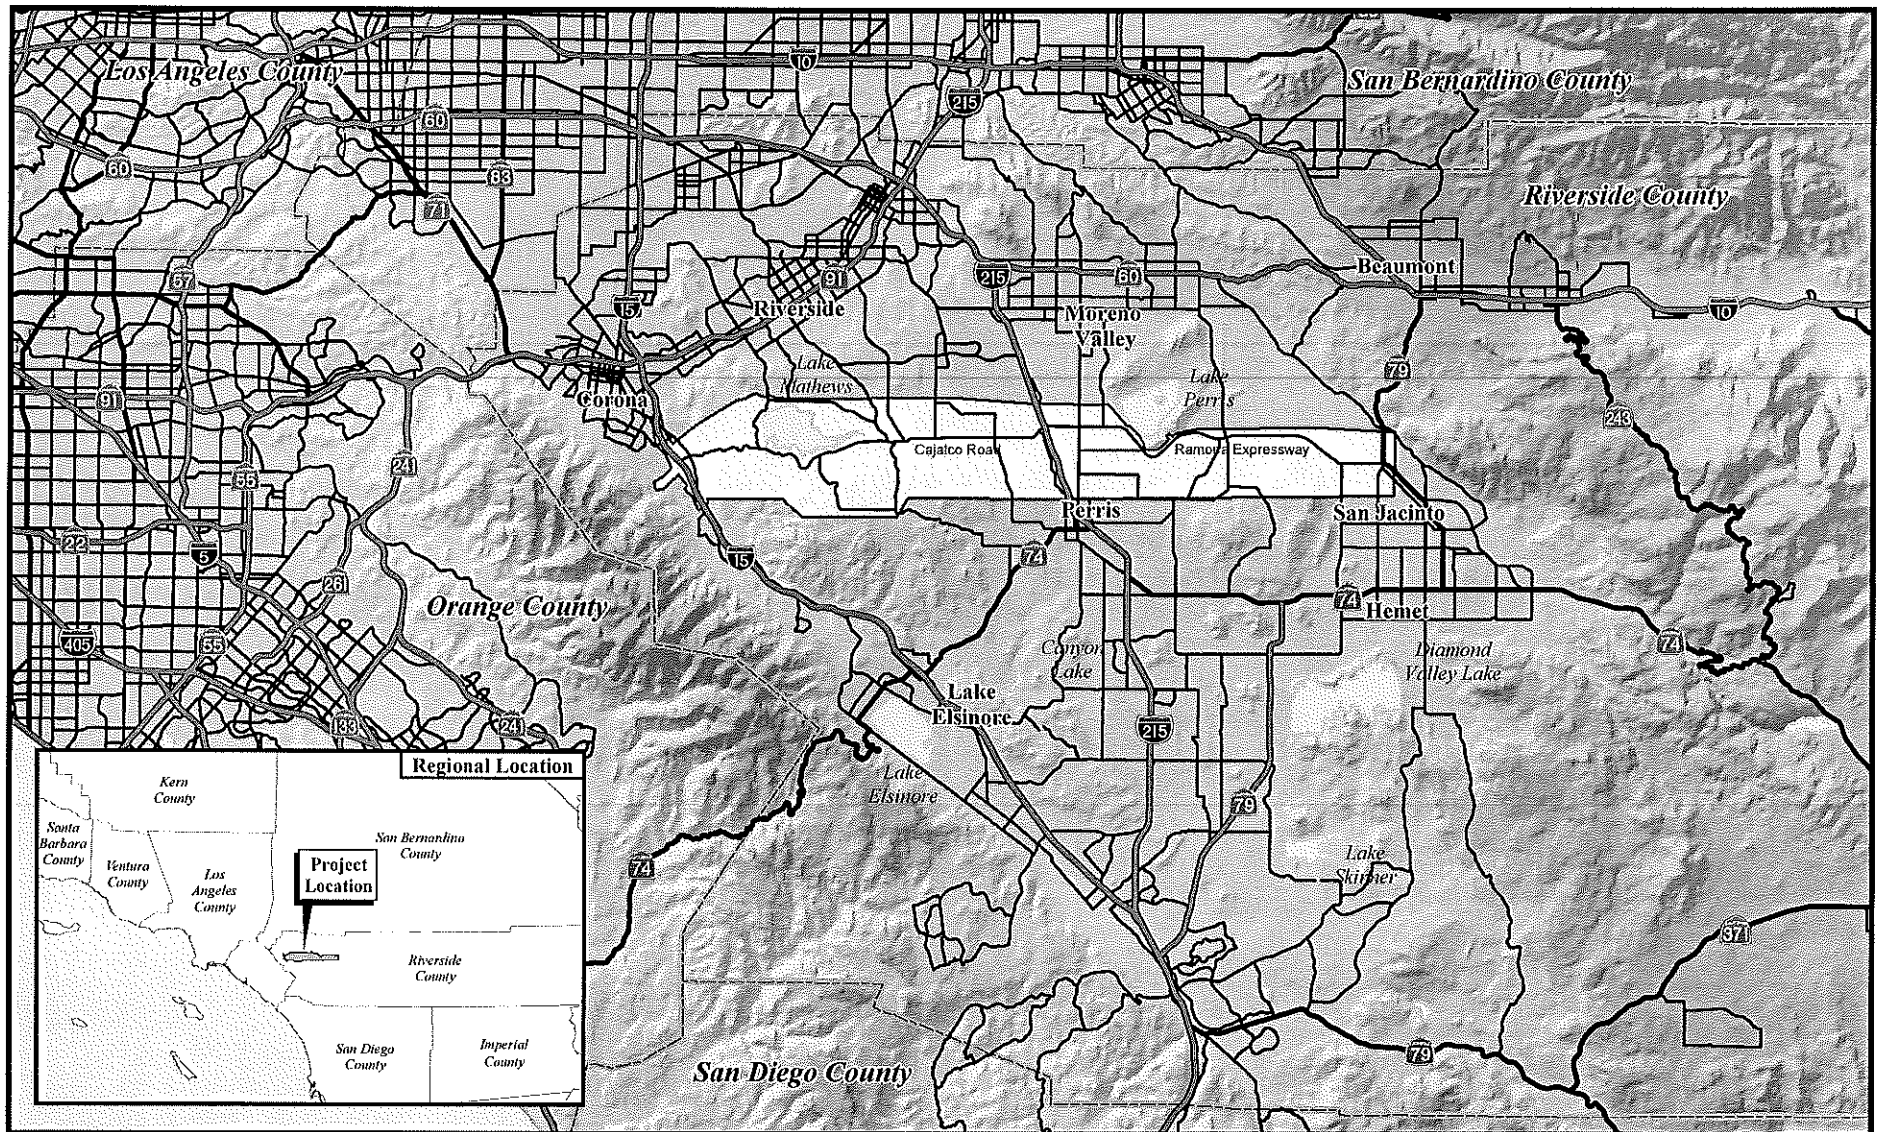 Los Angeles County
San Bernardino County
Riverside County
Orange County
San Diego County
10
215
60
60
83
71
67
91
Riverside
15
215
60
Moreno
Valley
Beaumont
10
Lake
Mathews
Lake
Perris
79
243
91
Corona
241
55
Cajalco Road
Ramona Expressway
Perris
San Jacinto
22
5
261
15
74
74
Hemet
405
55
Canyon
Lake
Diamond
Valley Lake
74
Lake
Elsinore
133
241
215
Lake
Elsinore
79
74
Lake
Skinner
371
79
Regional Location
Kern
County
Santa
Barbara
County
Ventura
County
Los
Angeles
County
San Bernardino
County
Project
Location
Riverside
County
San Diego
County
Imperial
County